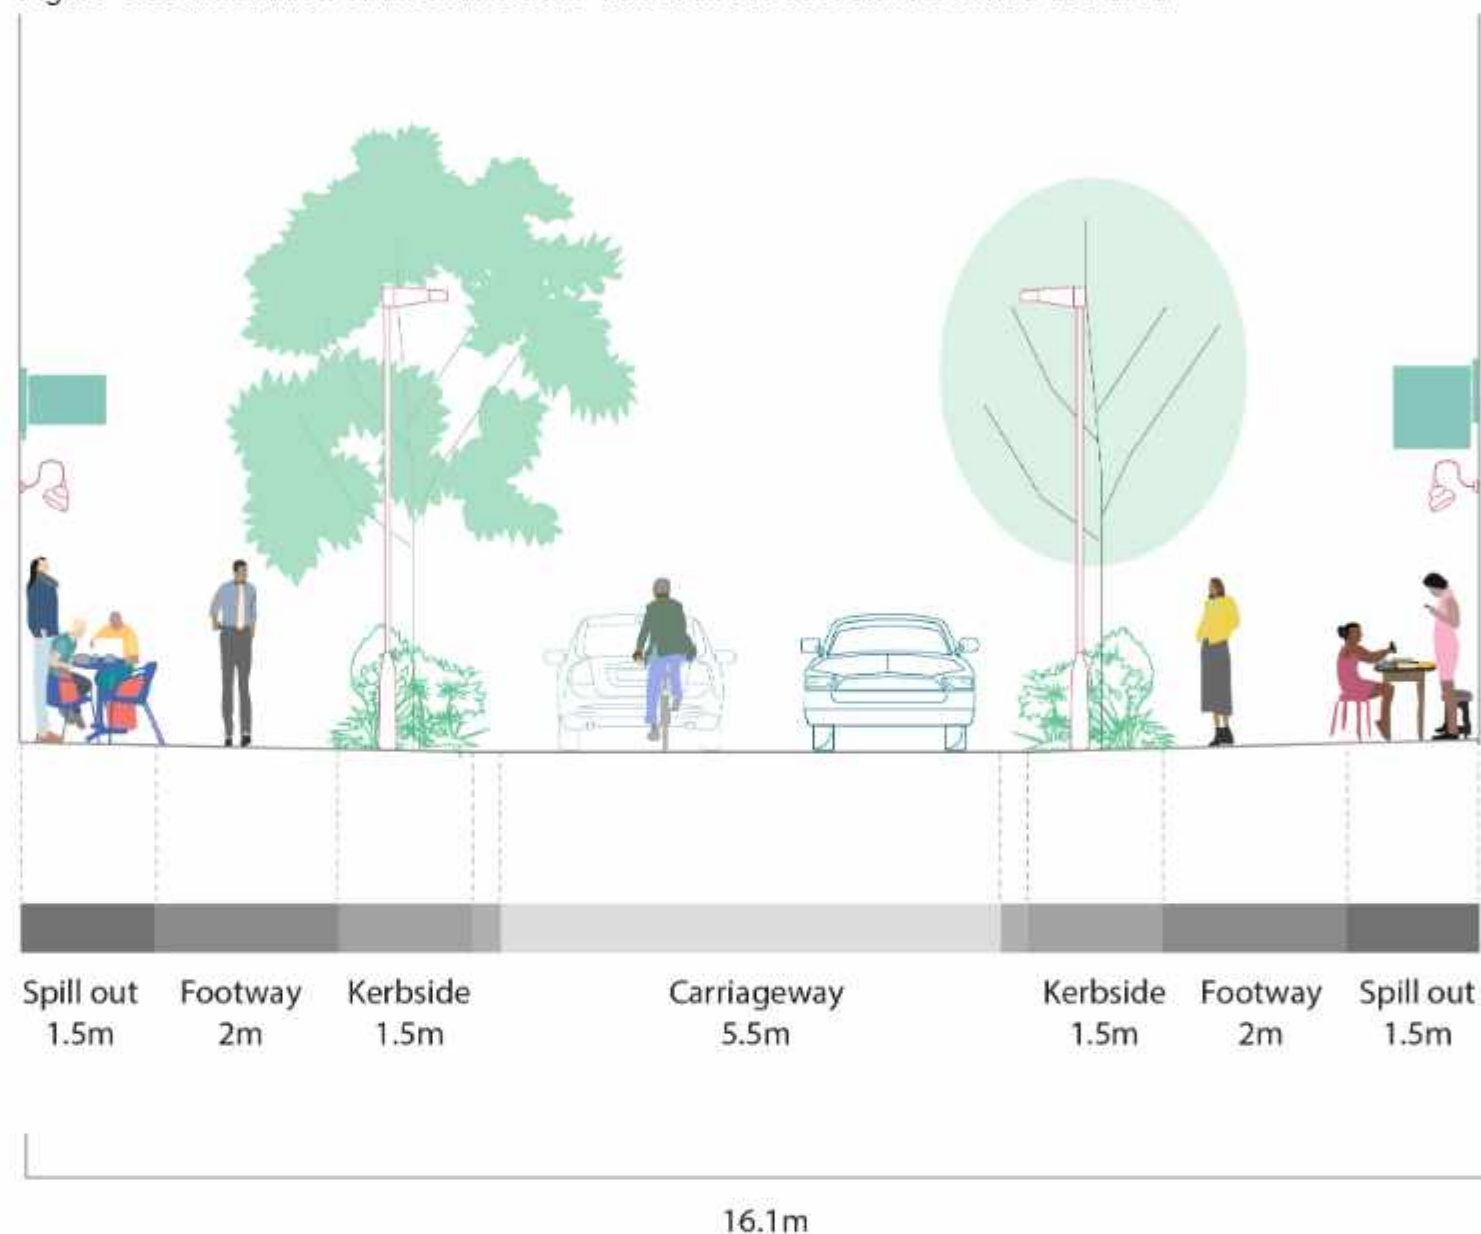 Spill out Footway Kerbside Carriageway Kerbside Footway Spill out
1.5m 2m 1.5m 5.5m 1.5m 2m 1.5m
16.1m